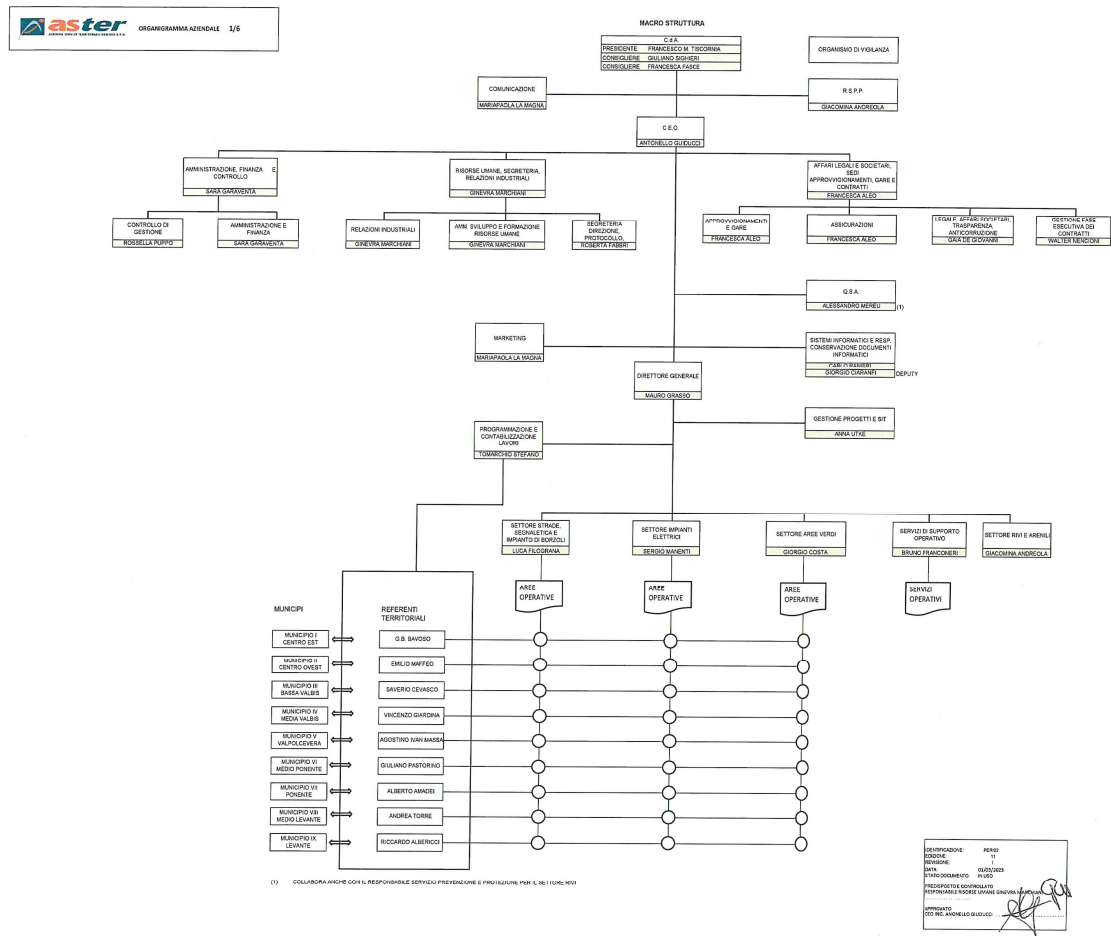 aster
AZIENDA SERVIZI TERRITORIALI GENOVA S.P.A.
ORGANIGRAMMA AZIENDALE 1/6
MACRO STRUTTURA
C.d.A.
PRESIDENTE FRANCESCO M. TISCORNIA
CONSIGLIERE GIULIANO SIGHIERI
CONSIGLIERE FRANCESCA FASCE
ORGANISMO DI VIGILANZA
COMUNICAZIONE
MARIAPAOLA LA MAGNA
R.S.P.P.
GIACOMINA ANDREOLA
C.E.O.
ANTONELLO GUIDUCCI
AMMINISTRAZIONE, FINANZA E
CONTROLLO
SARA GARAVENTA
RISORSE UMANE, SEGRETERIA,
RELAZIONI INDUSTRIALI
GINEVRA MARCHIANI
AFFARI LEGALI E SOCIETARI,
SEDI
APPROVVIGIONAMENTI, GARE E
CONTRATTI
FRANCESCA ALEO
CONTROLLO DI
GESTIONE
ROSSELLA PUPPO
AMMINISTRAZIONE E
FINANZA
SARA GARAVENTA
RELAZIONI INDUSTRIALI
GINEVRA MARCHIANI
AMM. SVILUPPO E FORMAZIONE
RISORSE UMANE
GINEVRA MARCHIANI
SEGRETERIA
DIREZIONE,
PROTOCOLLO,
ROBERTA FABBRI
APPROVVIGIONAMENTI
E GARE
FRANCESCA ALEO
ASSICURAZIONI
FRANCESCA ALEO
LEGALE, AFFARI SOCIETARI,
TRASPARENZA,
ANTICORRUZIONE
GAIA DE GIOVANNI
GESTIONE FASE
ESECUTIVA DEI
CONTRATTI
WALTER NENCIONI
Q.S.A.
ALESSANDRO MEREU (1)
MARKETING
MARIAPAOLA LA MAGNA
SISTEMI INFORMATICI E RESP.
CONSERVAZIONE DOCUMENTI
INFORMATICI
CARLO RANIERI
GIORGIO CIARANFI DEPUTY
DIRETTORE GENERALE
MAURO GRASSO
GESTIONE PROGETTI E SIT
ANNA UTKE
PROGRAMMAZIONE E
CONTABILIZZAZIONE
LAVORI
TOMARCHIO STEFANO
SETTORE STRADE,
SEGNALETICA E
IMPIANTO DI BORZOLI
LUCA FILOGRANA
SETTORE IMPIANTI
ELETTRICI
SERGIO MANENTI
SETTORE AREE VERDI
GIORGIO COSTA
SERVIZI DI SUPPORTO
OPERATIVO
BRUNO FRANCONERI
SETTORE RIVI E ARENILI
GIACOMINA ANDREOLA
AREE
OPERATIVE
AREE
OPERATIVE
AREE
OPERATIVE
SERVIZI
OPERATIVI
MUNICIPI
REFERENTI
TERRITORIALI
MUNICIPIO I
CENTRO EST
G.B. BAVOSO
MUNICIPIO II
CENTRO OVEST
EMILIO MAFFEO
MUNICIPIO III
BASSA VALBIS
SAVERIO CEVASCO
MUNICIPIO IV
MEDIA VALBIS
VINCENZO GIARDINA
MUNICIPIO V
VALPOLCEVERA
AGOSTINO IVAN MASSA
MUNICIPIO VI
MEDIO PONENTE
GIULIANO PASTORINO
MUNICIPIO VII
PONENTE
ALBERTO AMADEI
MUNICIPIO VIII
MEDIO LEVANTE
ANDREA TORRE
MUNICIPIO IX
LEVANTE
RICCARDO ALBERICCI
(1) COLLABORA ANCHE CON IL RESPONSABILE SERVIZIO PREVENZIONE E PROTEZIONE PER IL SETTORE RIVI
IDENTIFICAZIONE: PER/02
EDIZIONE: 11
REVISIONE: 1
DATA: 01/03/2023
STATO DOCUMENTO: IN USO
PREDISPOSTO E CONTROLLATO
RESPONSABILE RISORSE UMANE GINEVRA MARCHIANI
APPROVATO
CEO ING. ANONELLO GIUDUCCI